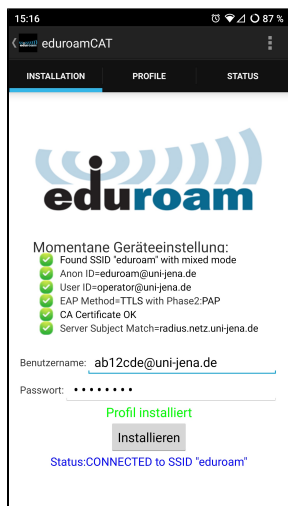 15:16 87 %
eduroamCAT
INSTALLATION PROFILE STATUS
eduroam
Momentane Geräteeinstellung:
Found SSID "eduroam" with mixed mode
Anon ID=eduroam@uni-jena.de
User ID=operator@uni-jena.de
EAP Method=TTLS with Phase2:PAP
CA Certificate OK
Server Subject Match=radius.netz.uni-jena.de
Benutzername: ab12cde@uni-jena.de
Passwort: ••••••••
Profil installiert
Installieren
Status:CONNECTED to SSID "eduroam"